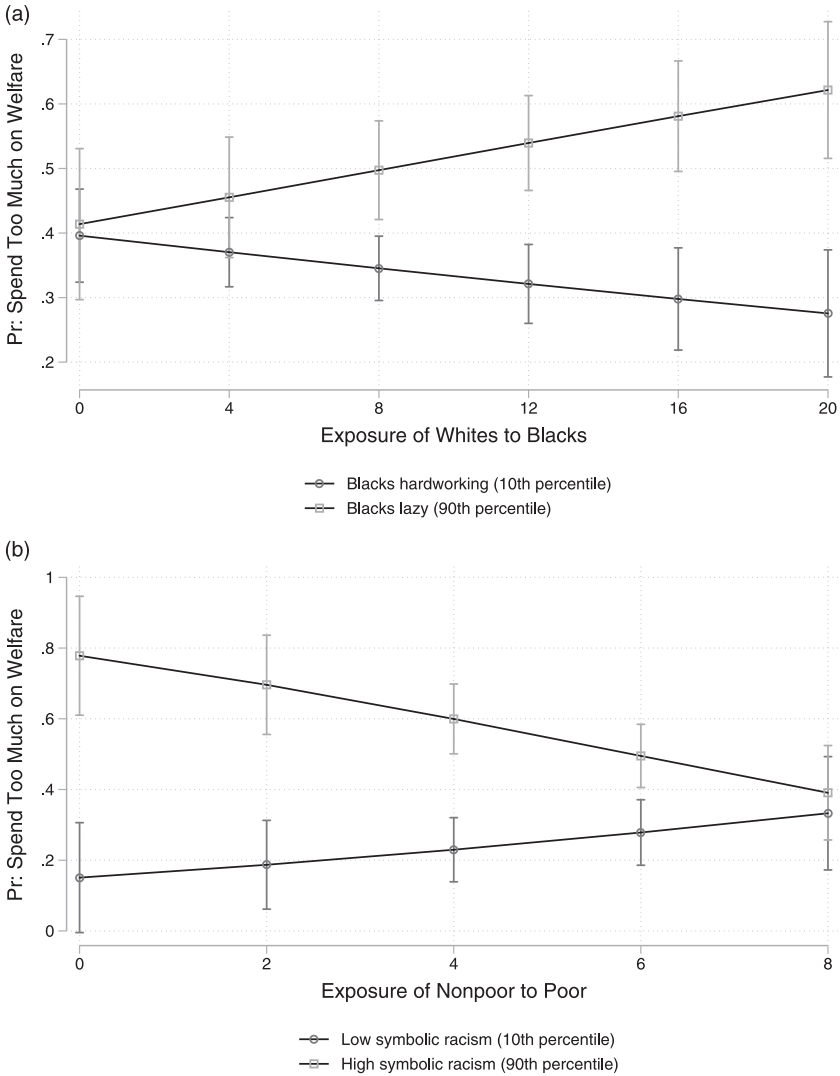 (a)
Pr: Spend Too Much on Welfare
.7
.6
.5
.4
.3
.2
0 4 8 12 16 20
Exposure of Whites to Blacks
Blacks hardworking (10th percentile)
Blacks lazy (90th percentile)
(b)
Pr: Spend Too Much on Welfare
1
.8
.6
.4
.2
0
0 2 4 6 8
Exposure of Nonpoor to Poor
Low symbolic racism (10th percentile)
High symbolic racism (90th percentile)